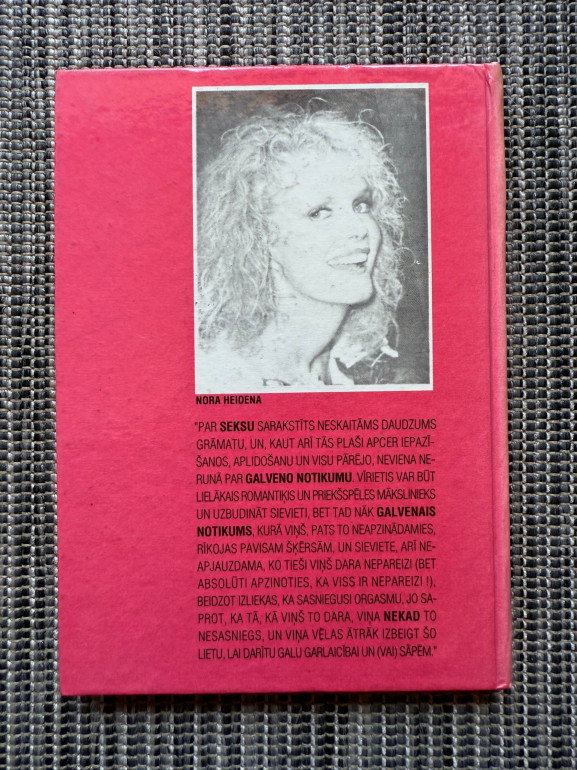 NORA HEIDENA
"PAR SEKSU SARAKSTĪTS NESKAITĀMS DAUDZUMS
GRĀMATU, UN, KAUT ARĪ TĀS PLAŠI APCER IEPAZĪ-
ŠANOS, APLIDOŠANU UN VISU PĀRĒJO, NEVIENA NE-
RUNĀ PAR GALVENO NOTIKUMU. VĪRIETIS VAR BŪT
LIELĀKAIS ROMANTIĶIS UN PRIEKŠSPĒLES MĀKSLINIEKS
UN UZBUDINĀT SIEVIETI, BET TAD NĀK GALVENAIS
NOTIKUMS, KURĀ VIŅŠ, PATS TO NEAPZINĀDAMIES,
RĪKOJAS PAVISAM ŠĶĒRSĀM, UN SIEVIETE, ARĪ NE-
APJAUZDAMA, KO TIEŠI VIŅŠ DARA NEPAREIZI (BET
ABSOLŪTI APZINOTIES, KA VISS IR NEPAREIZI !),
BEIDZOT IZLIEKAS, KA SASNIEGUSI ORGASMU, JO SA-
PROT, KA TĀ, KĀ VIŅŠ TO DARA, VIŅA NEKAD TO
NESASNIEGS, UN VIŅA VĒLAS ĀTRĀK IZBEIGT ŠO
LIETU, LAI DARĪTU GALU GARLAICĪBAI UN (VAI) SĀPĒM."